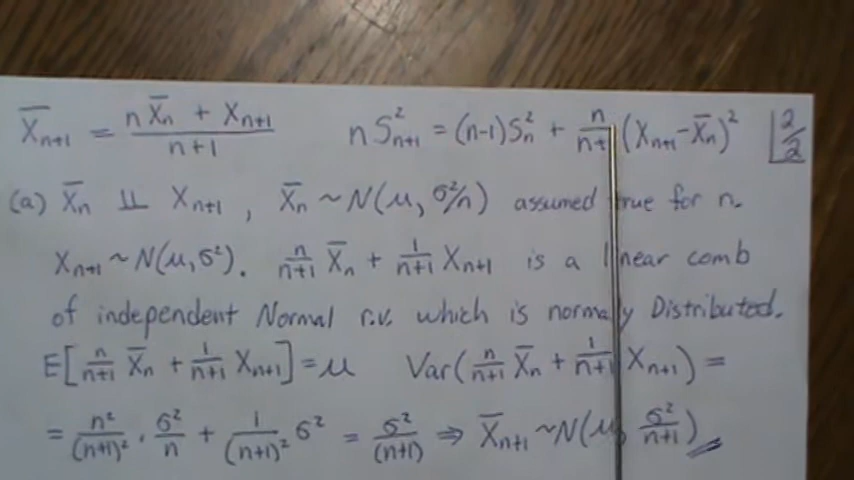 X̄ₙ₊₁ = (n X̄ₙ + Xₙ₊₁)/(n+1)   n S²ₙ₊₁ = (n-1)S²ₙ + n/(n+1) (Xₙ₊₁ - X̄ₙ)²   2/2
(a) X̄ₙ ⫫ Xₙ₊₁ , X̄ₙ ~ N(μ, σ²/n) assumed true for n.
Xₙ₊₁ ~ N(μ, σ²). n/(n+1) X̄ₙ + 1/(n+1) Xₙ₊₁ is a linear comb
of independent Normal r.v. which is normally Distributed.
E[n/(n+1) X̄ₙ + 1/(n+1) Xₙ₊₁] = μ   Var(n/(n+1) X̄ₙ + 1/(n+1) Xₙ₊₁) =
= n²/(n+1)² · σ²/n + 1/(n+1)² σ² = σ²/(n+1) ⇒ X̄ₙ₊₁ ~ N(μ, σ²/(n+1))